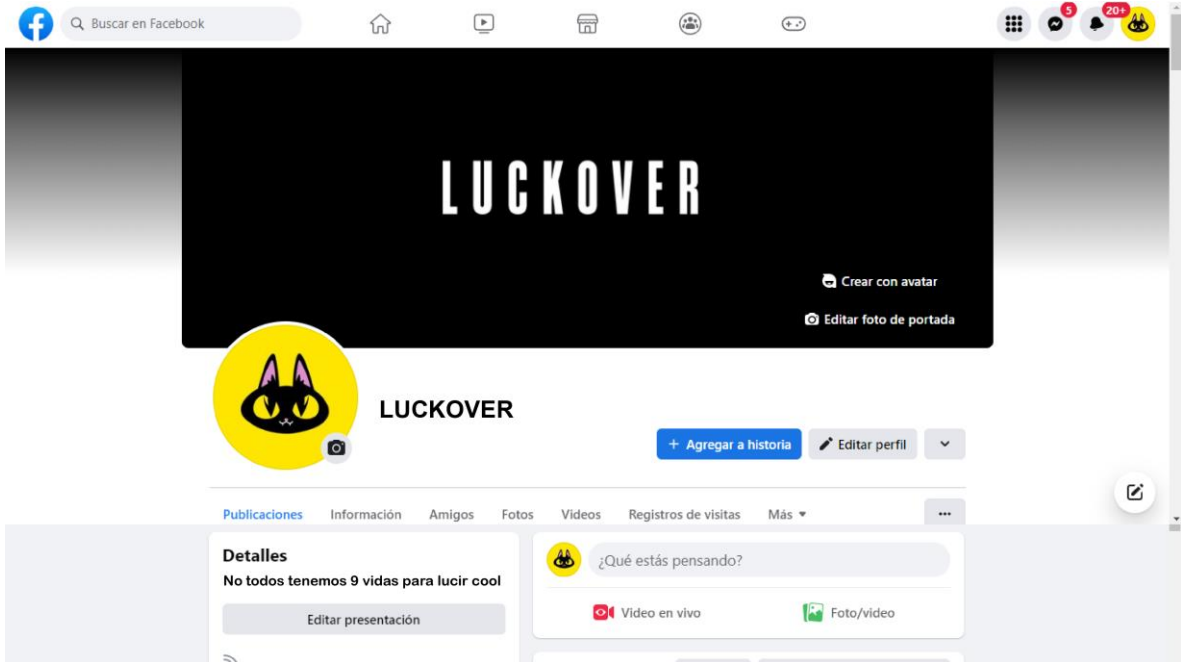 Buscar en Facebook
5
20+
LUCKOVER
Crear con avatar
Editar foto de portada
LUCKOVER
+ Agregar a historia
Editar perfil
Publicaciones Información Amigos Fotos Videos Registros de visitas Más
Detalles
No todos tenemos 9 vidas para lucir cool
Editar presentación
¿Qué estás pensando?
Video en vivo
Foto/video